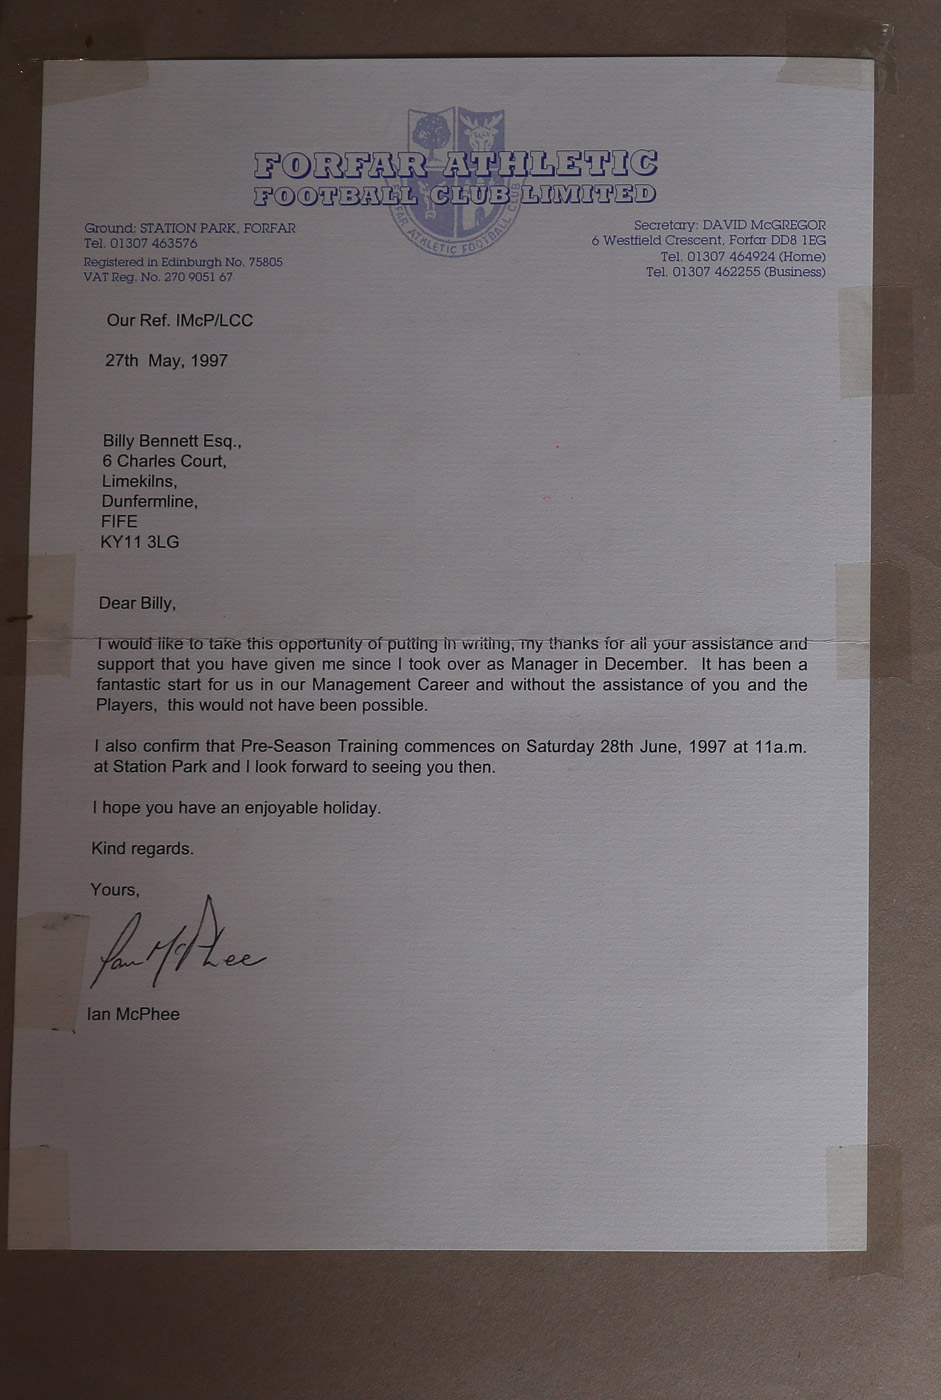 FORFAR ATHLETIC
FOOTBALL CLUB LIMITED
FAR ATHLETIC FOOTBALL CLUB
Ground: STATION PARK, FORFAR
Tel. 01307 463576
Registered in Edinburgh No. 75805
VAT Reg. No. 270 9051 67
Secretary: DAVID McGREGOR
6 Westfield Crescent, Forfar DD8 1EG
Tel. 01307 464924 (Home)
Tel. 01307 462255 (Business)
Our Ref. IMcP/LCC
27th May, 1997
Billy Bennett Esq.,
6 Charles Court,
Limekilns,
Dunfermline,
FIFE
KY11 3LG
Dear Billy,
I would like to take this opportunity of putting in writing, my thanks for all your assistance and
support that you have given me since I took over as Manager in December. It has been a
fantastic start for us in our Management Career and without the assistance of you and the
Players, this would not have been possible.
I also confirm that Pre-Season Training commences on Saturday 28th June, 1997 at 11a.m.
at Station Park and I look forward to seeing you then.
I hope you have an enjoyable holiday.
Kind regards.
Yours,
Ian McPhee
Ian McPhee